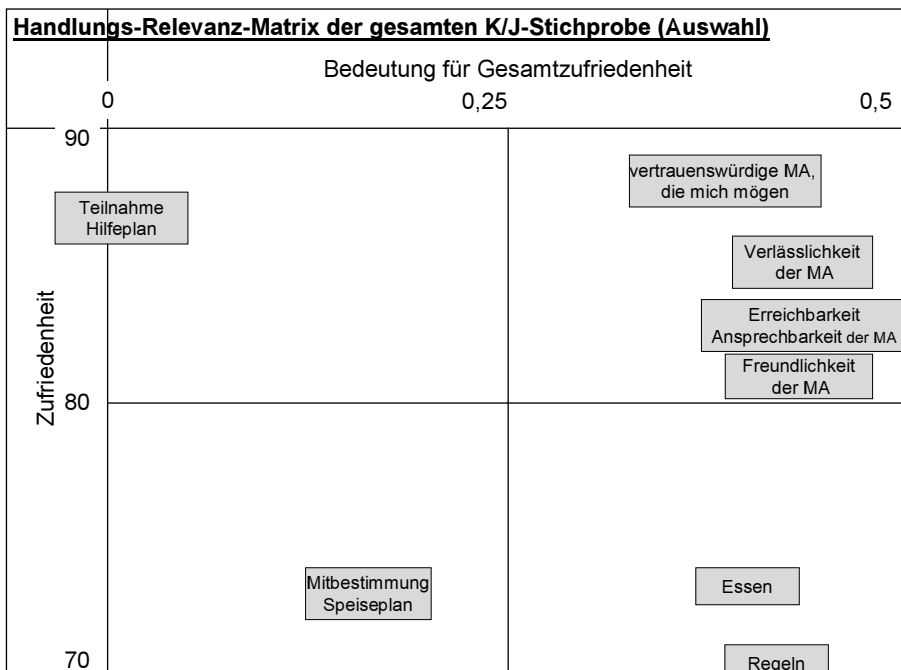 Handlungs-Relevanz-Matrix der gesamten K/J-Stichprobe (Auswahl)
Bedeutung für Gesamtzufriedenheit
0
0,25
0,5
90
vertrauenswürdige MA,
die mich mögen
Teilnahme
Hilfeplan
Verlässlichkeit
der MA
Zufriedenheit
Erreichbarkeit
Ansprechbarkeit der MA
Freundlichkeit
der MA
80
Mitbestimmung
Speiseplan
Essen
70
Regeln